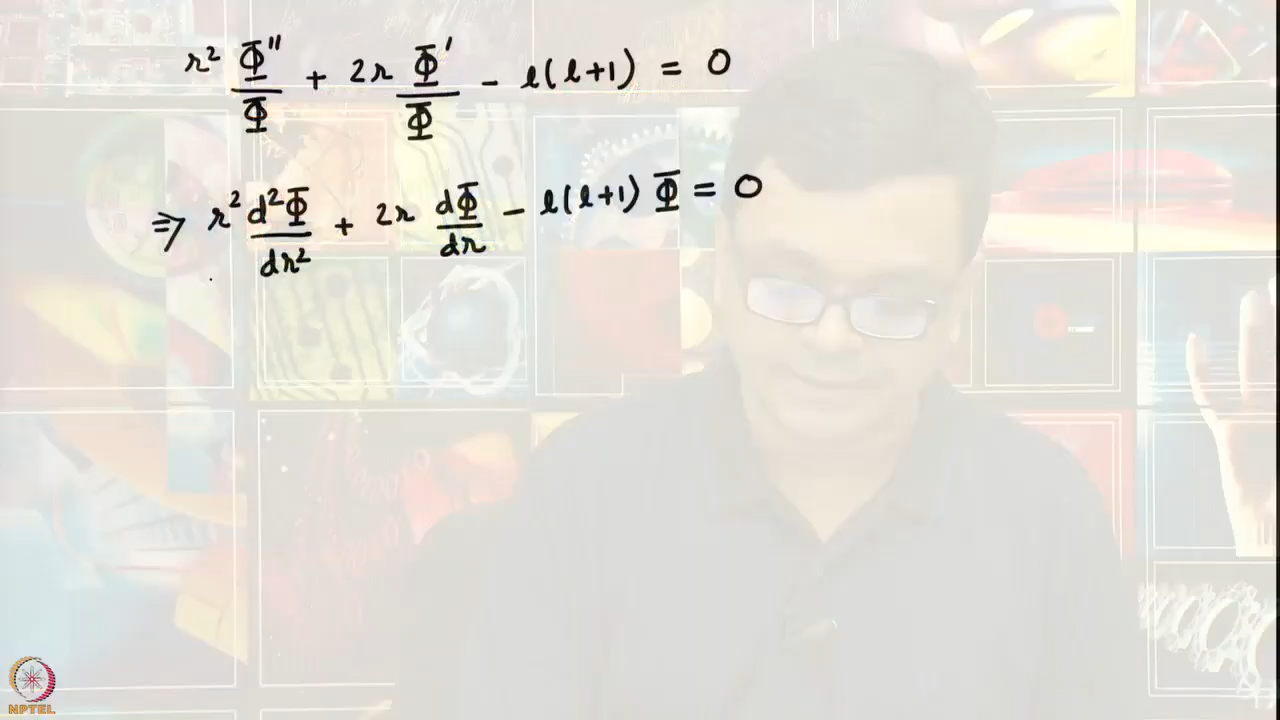 r² Φ''/Φ + 2r Φ'/Φ - l(l+1) = 0
⇒ r² d²Φ/dr² + 2r dΦ/dr - l(l+1) Φ = 0
NPTEL